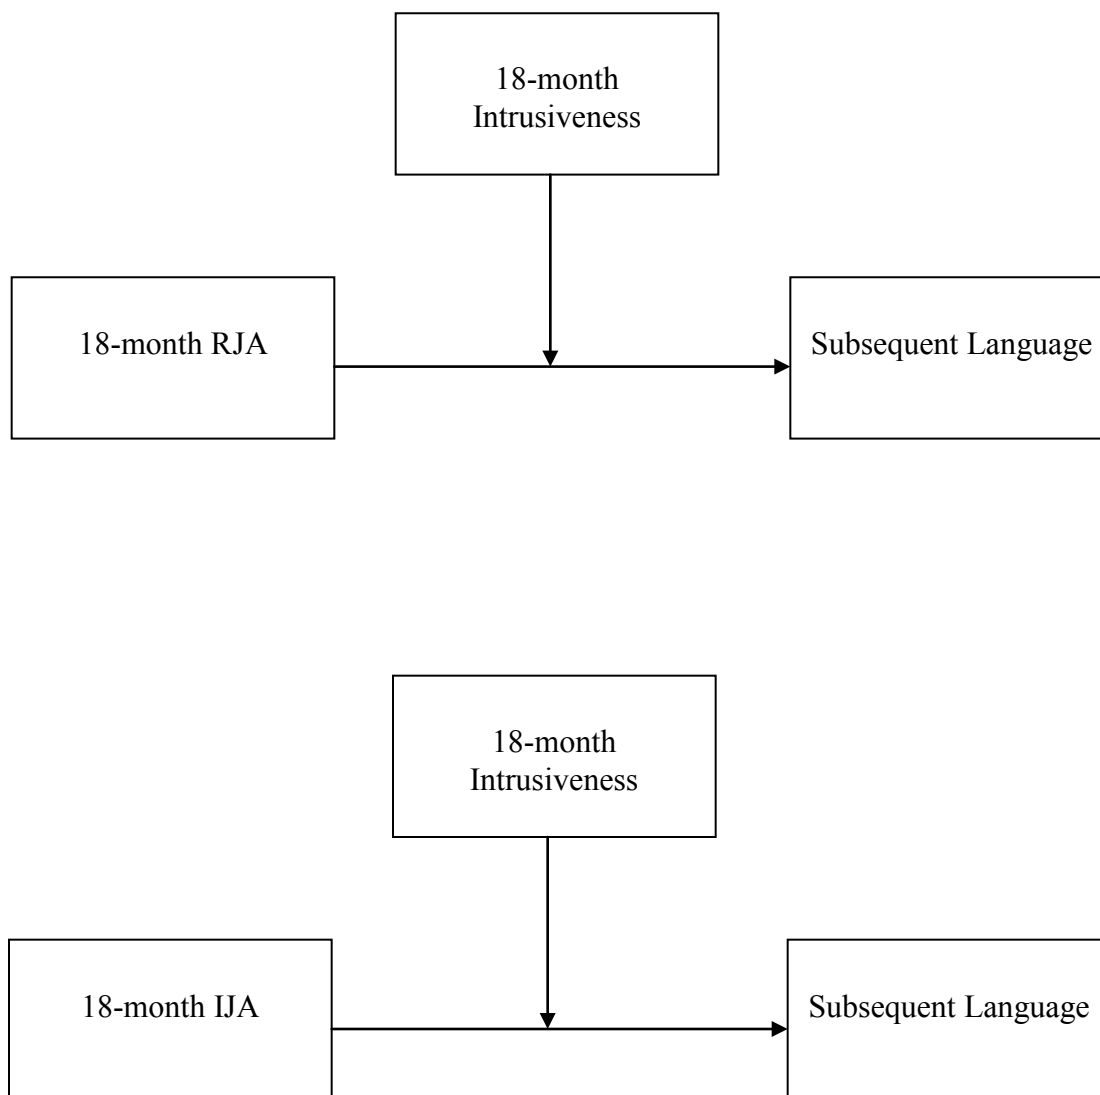 18-month
Intrusiveness
18-month RJA
Subsequent Language
18-month
Intrusiveness
18-month IJA
Subsequent Language